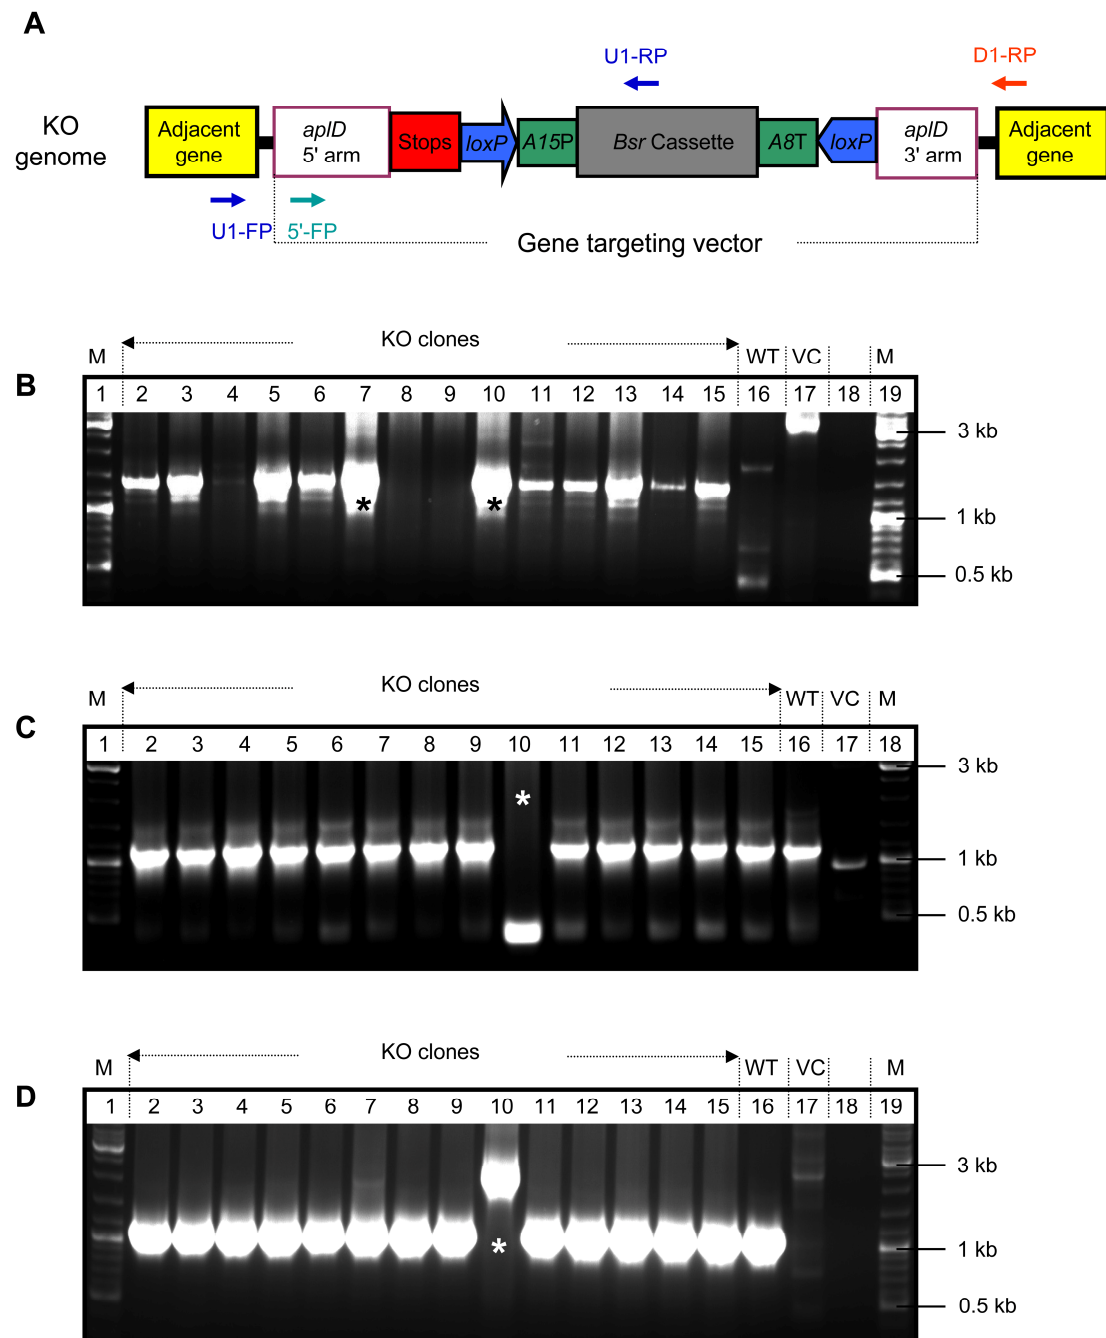 A
U1-RP
D1-RP
KO genome
Adjacent gene
aplD 5' arm
Stops
loxP
A15P
Bsr Cassette
A8T
loxP
aplD 3' arm
Adjacent gene
U1-FP
5'-FP
Gene targeting vector
KO clones
M WT VC M
B
1 2 3 4 5 6 7 8 9 10 11 12 13 14 15 16 17 18 19
3 kb
* *
1 kb
0.5 kb
KO clones
M WT VC M
C
1 2 3 4 5 6 7 8 9 10 11 12 13 14 15 16 17 18
3 kb
*
1 kb
0.5 kb
KO clones
M WT VC M
D
1 2 3 4 5 6 7 8 9 10 11 12 13 14 15 16 17 18 19
3 kb
*
1 kb
0.5 kb